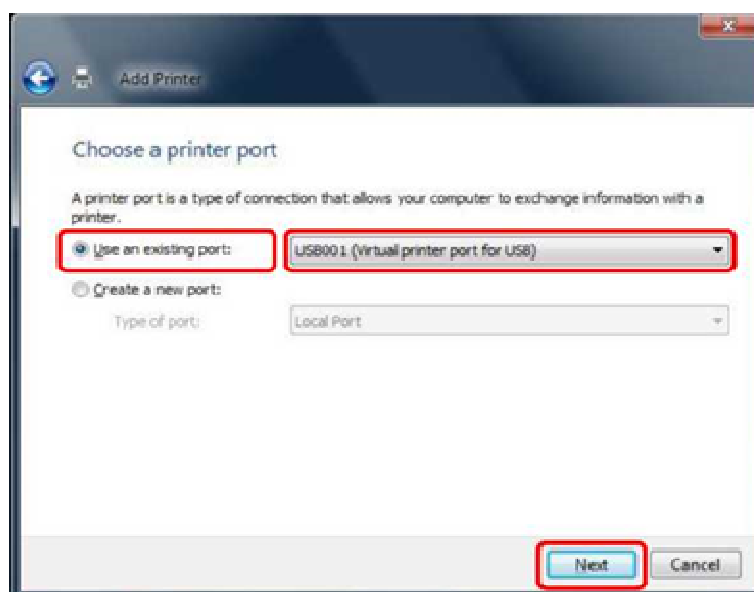 Add Printer
Choose a printer port
A printer port is a type of connection that allows your computer to exchange information with a
printer.
Use an existing port:
USB001 (Virtual printer port for USB)
Create a new port:
Type of port:
Local Port
Next
Cancel